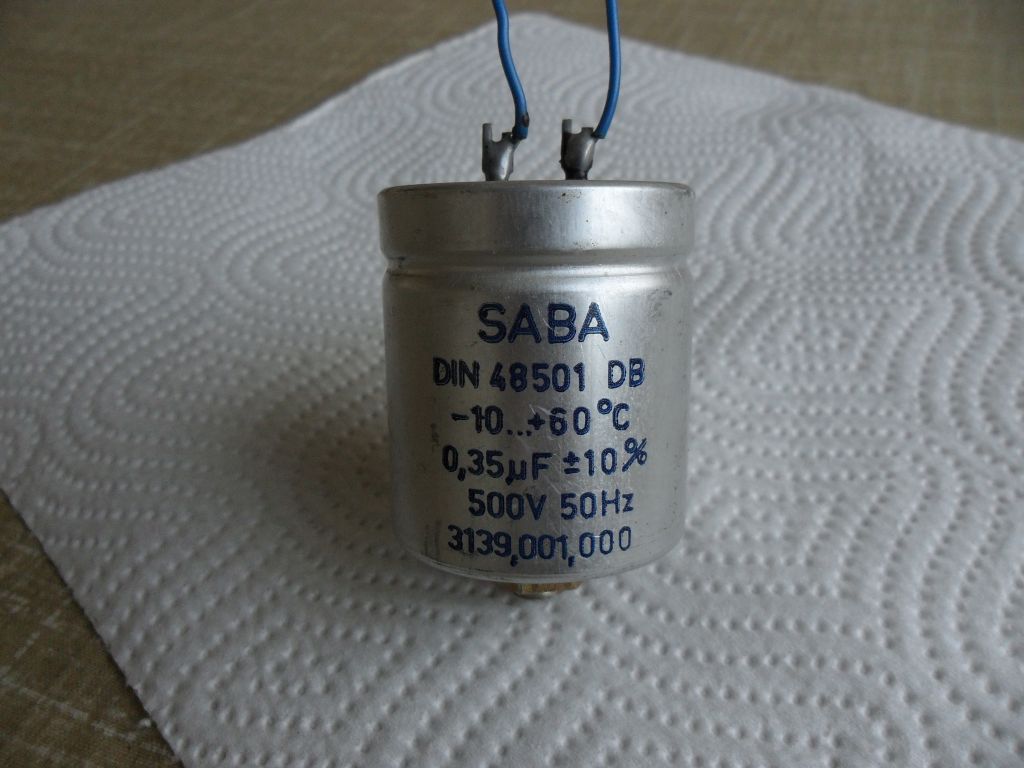 SABA
DIN 48501 DB
-10...+60°C
0,35µF ±10%
500V 50Hz
3139,001,000